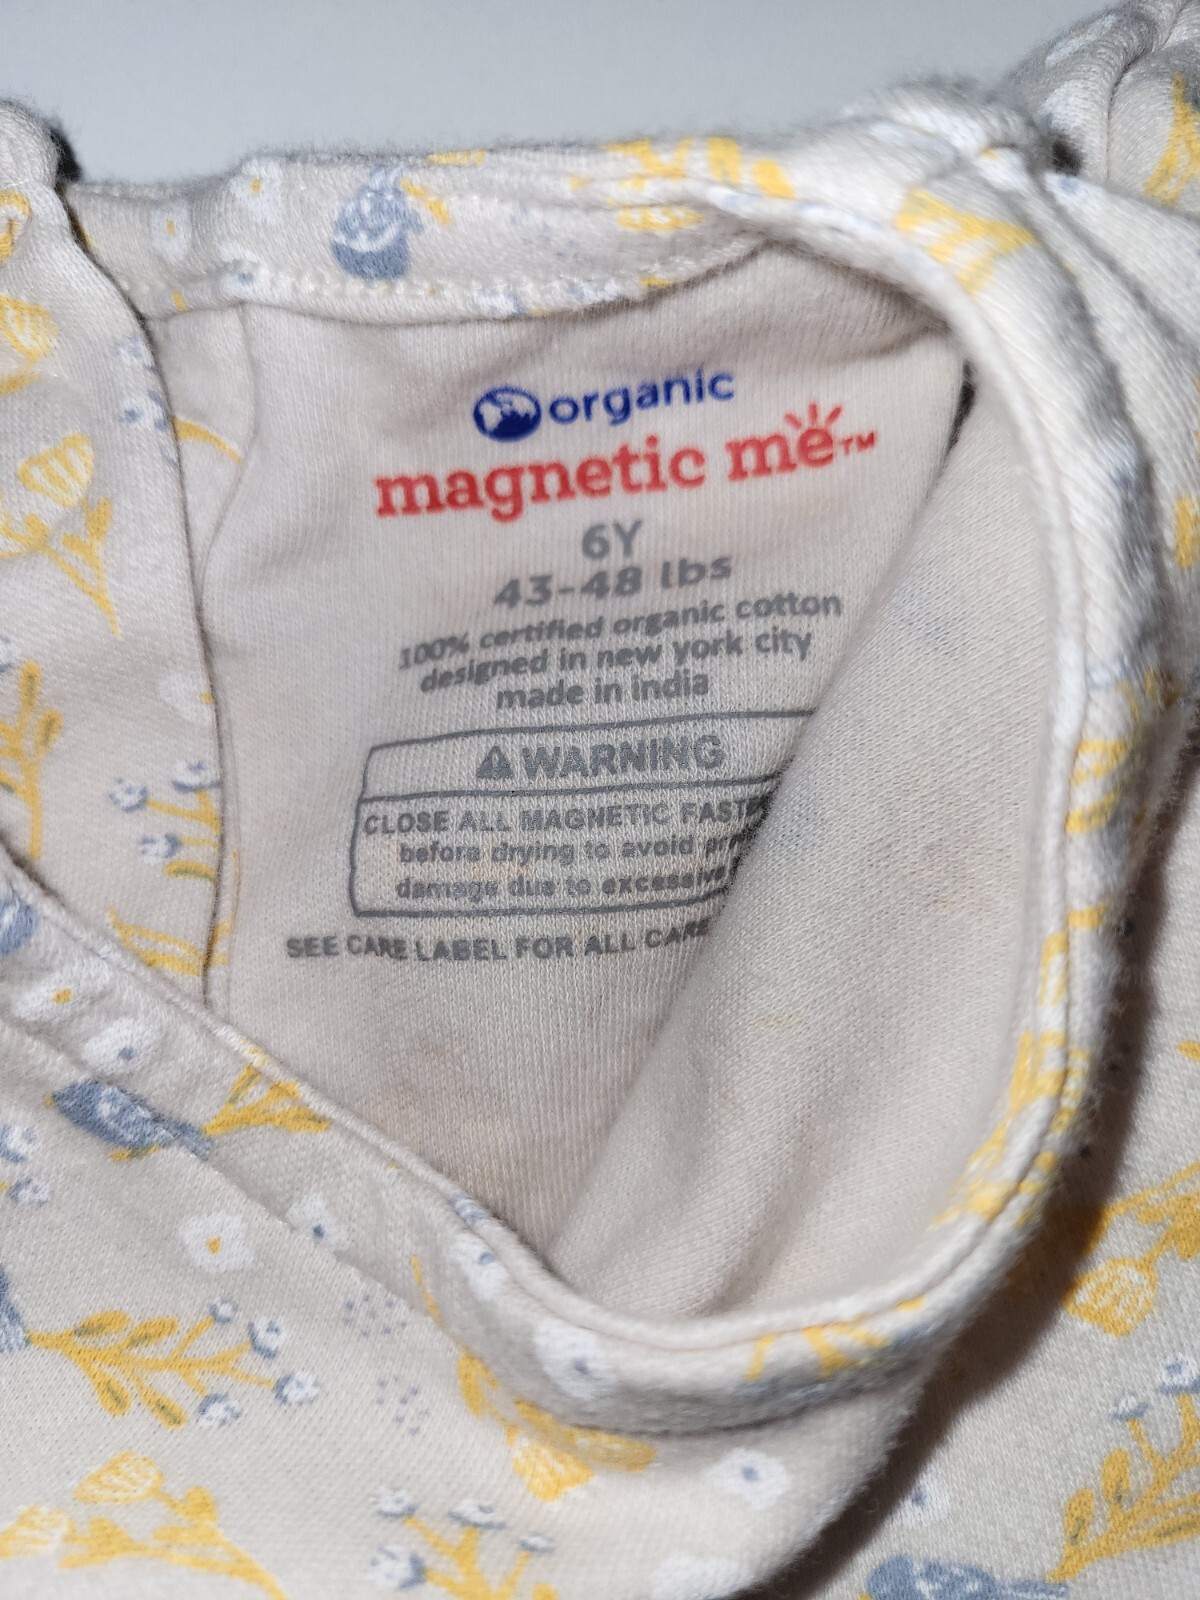 organic
magnetic me™
6Y
43-48 lbs
100% certified organic cotton
designed in new york city
made in india
⚠ WARNING
CLOSE ALL MAGNETIC
before drying to avoid
damage due to excessive
SEE CARE LABEL FOR ALL CARE